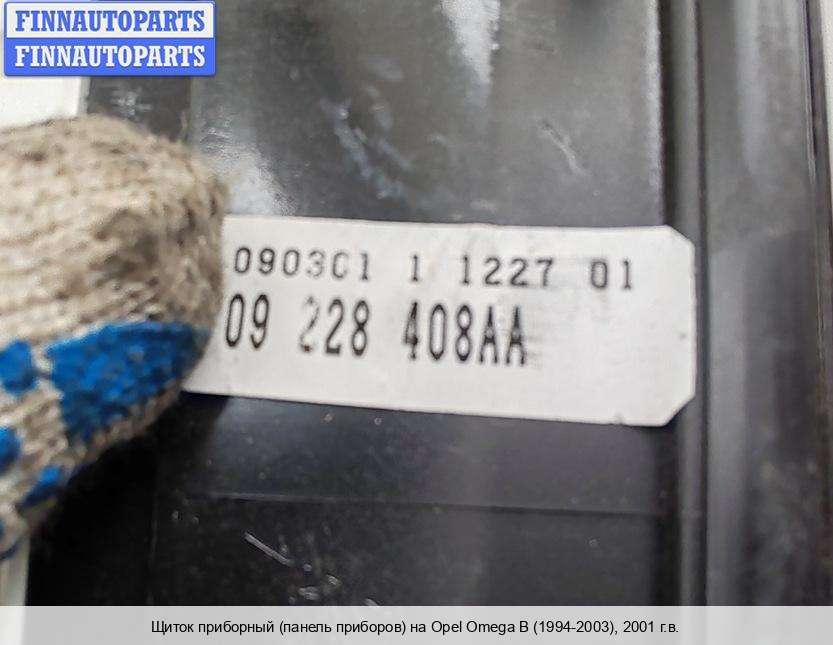 FINNAUTOPARTS
FINNAUTOPARTS
090301 1 1227 01
09 228 408AA
Щиток приборный (панель приборов) на Opel Omega B (1994-2003), 2001 г.в.